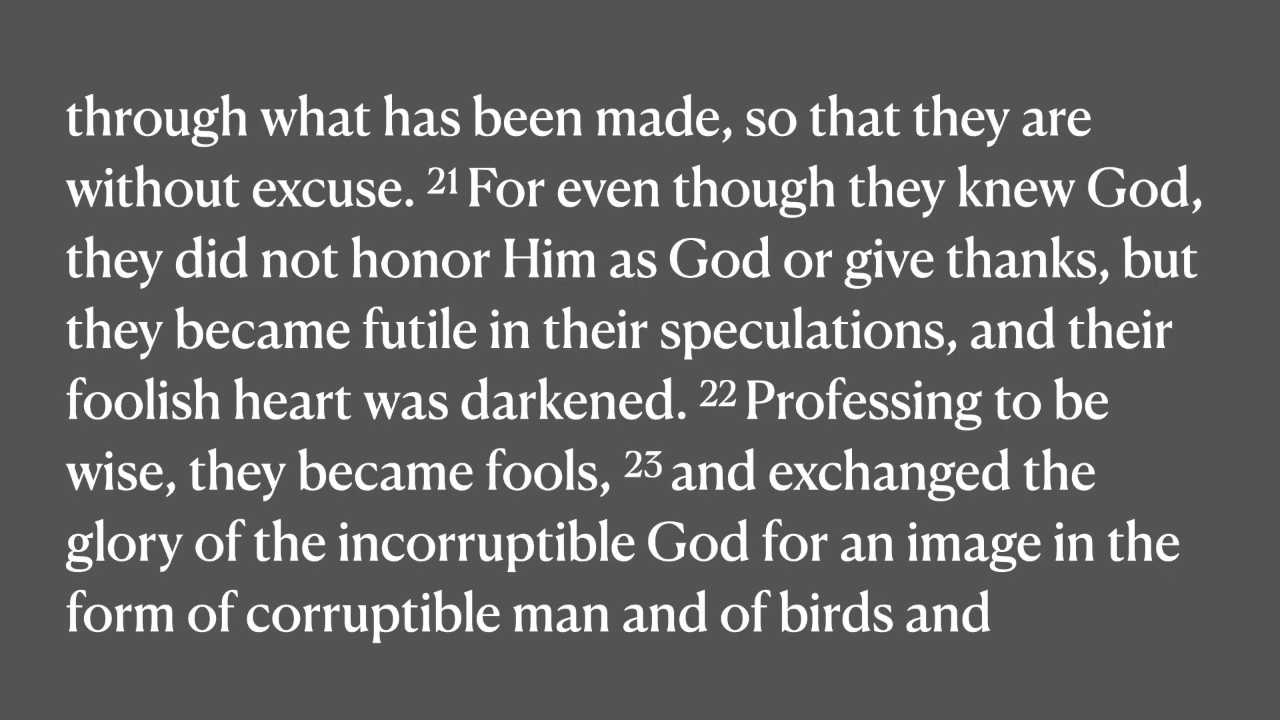 through what has been made, so that they are
without excuse. 21 For even though they knew God,
they did not honor Him as God or give thanks, but
they became futile in their speculations, and their
foolish heart was darkened. 22 Professing to be
wise, they became fools, 23 and exchanged the
glory of the incorruptible God for an image in the
form of corruptible man and of birds and